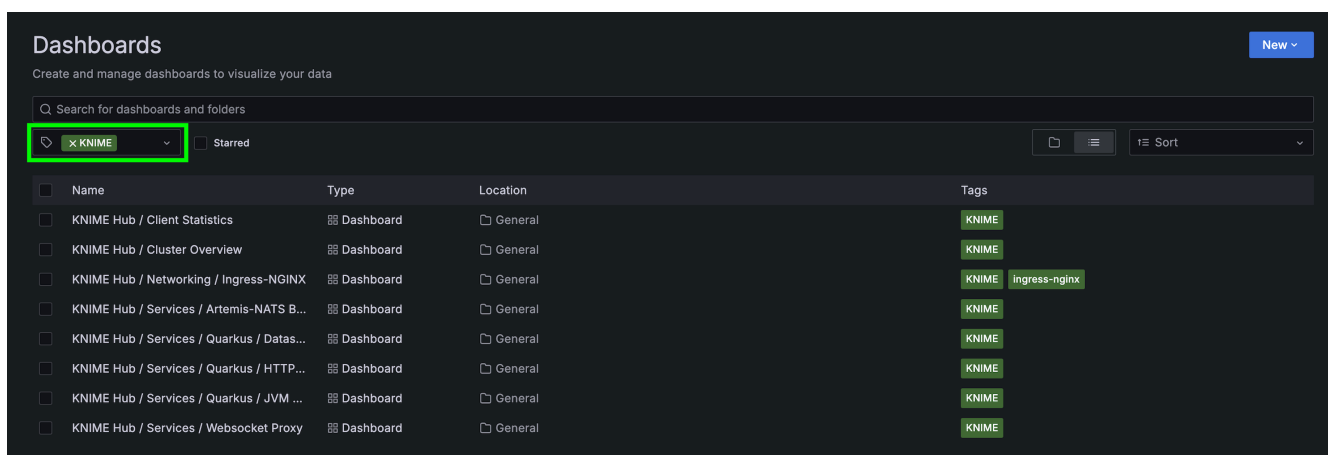 Dashboards
New
Create and manage dashboards to visualize your data
Search for dashboards and folders
KNIME Starred Sort
Name Type Location Tags
KNIME Hub / Client Statistics Dashboard General KNIME
KNIME Hub / Cluster Overview Dashboard General KNIME
KNIME Hub / Networking / Ingress-NGINX Dashboard General KNIME ingress-nginx
KNIME Hub / Services / Artemis-NATS B... Dashboard General KNIME
KNIME Hub / Services / Quarkus / Datas... Dashboard General KNIME
KNIME Hub / Services / Quarkus / HTTP... Dashboard General KNIME
KNIME Hub / Services / Quarkus / JVM ... Dashboard General KNIME
KNIME Hub / Services / Websocket Proxy Dashboard General KNIME